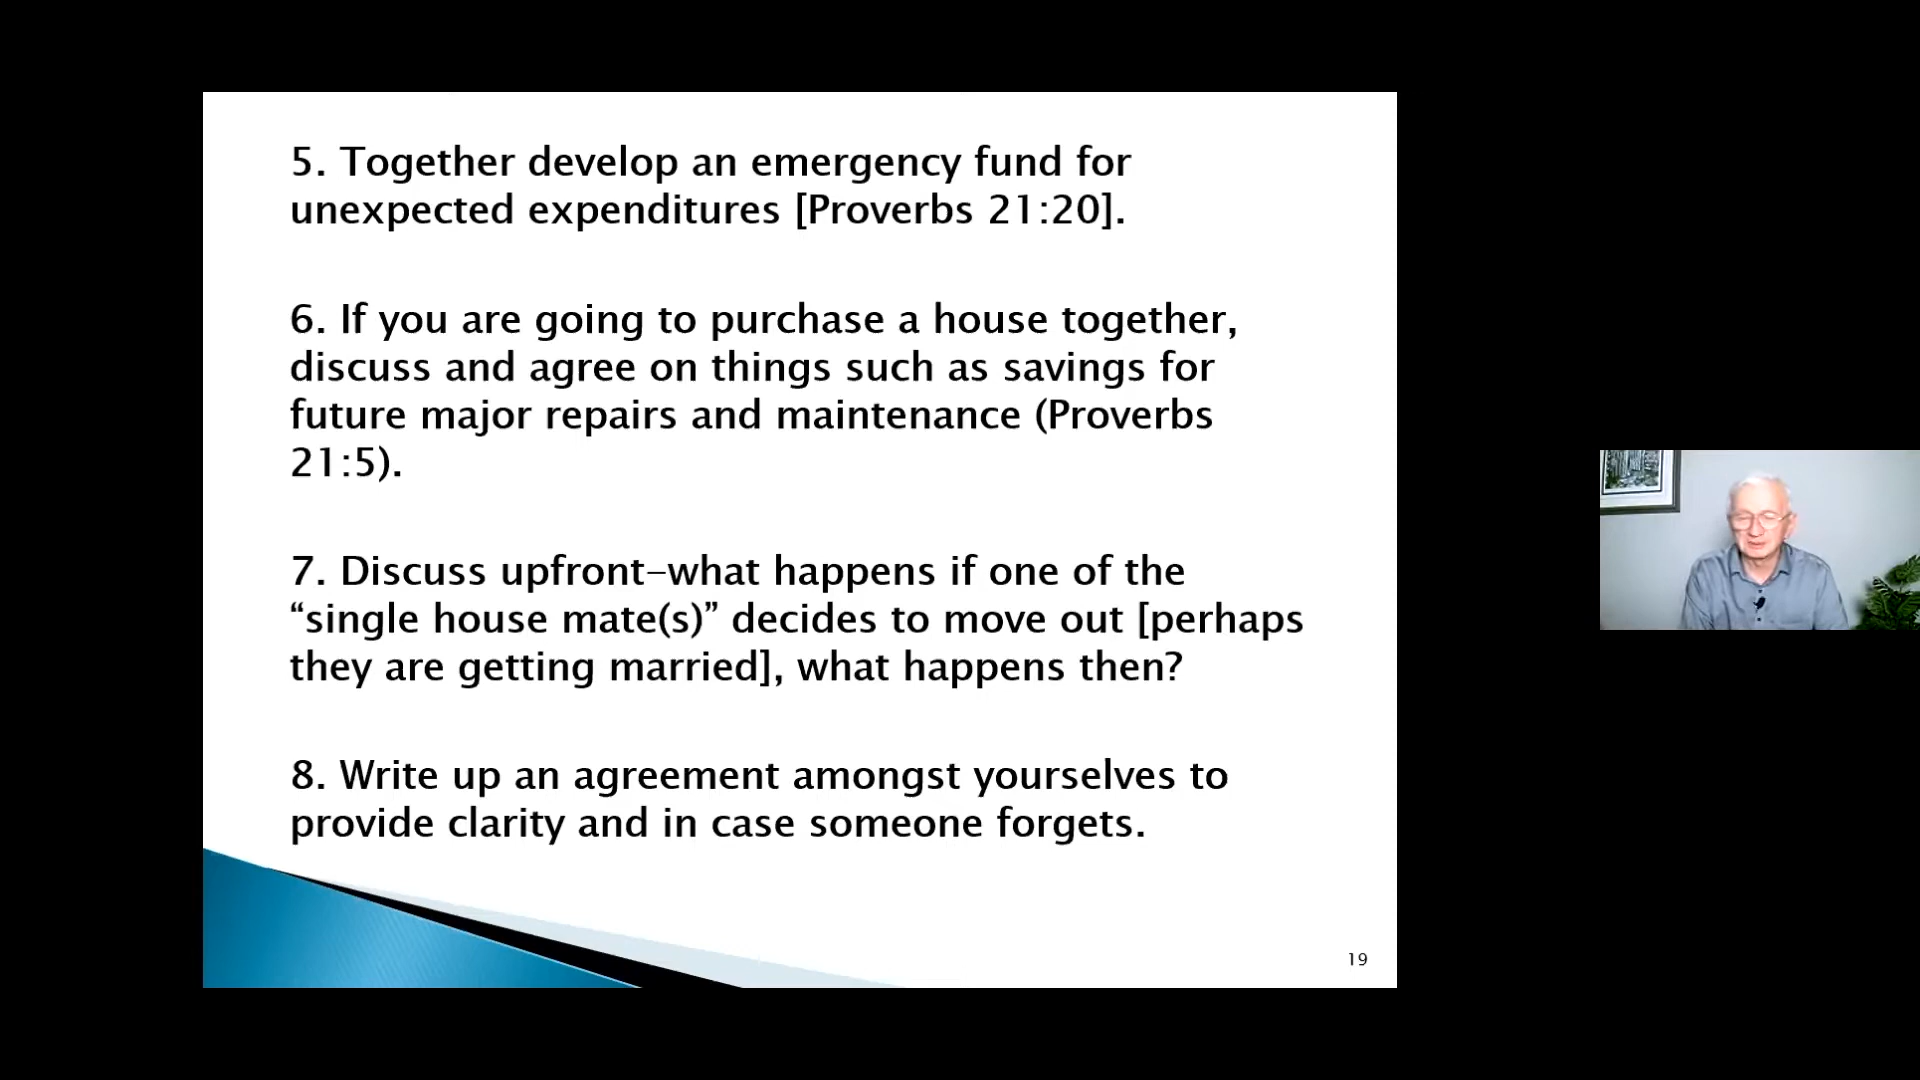 5. Together develop an emergency fund for
unexpected expenditures [Proverbs 21:20].
6. If you are going to purchase a house together,
discuss and agree on things such as savings for
future major repairs and maintenance (Proverbs
21:5).
7. Discuss upfront–what happens if one of the
“single house mate(s)” decides to move out [perhaps
they are getting married], what happens then?
8. Write up an agreement amongst yourselves to
provide clarity and in case someone forgets.
19